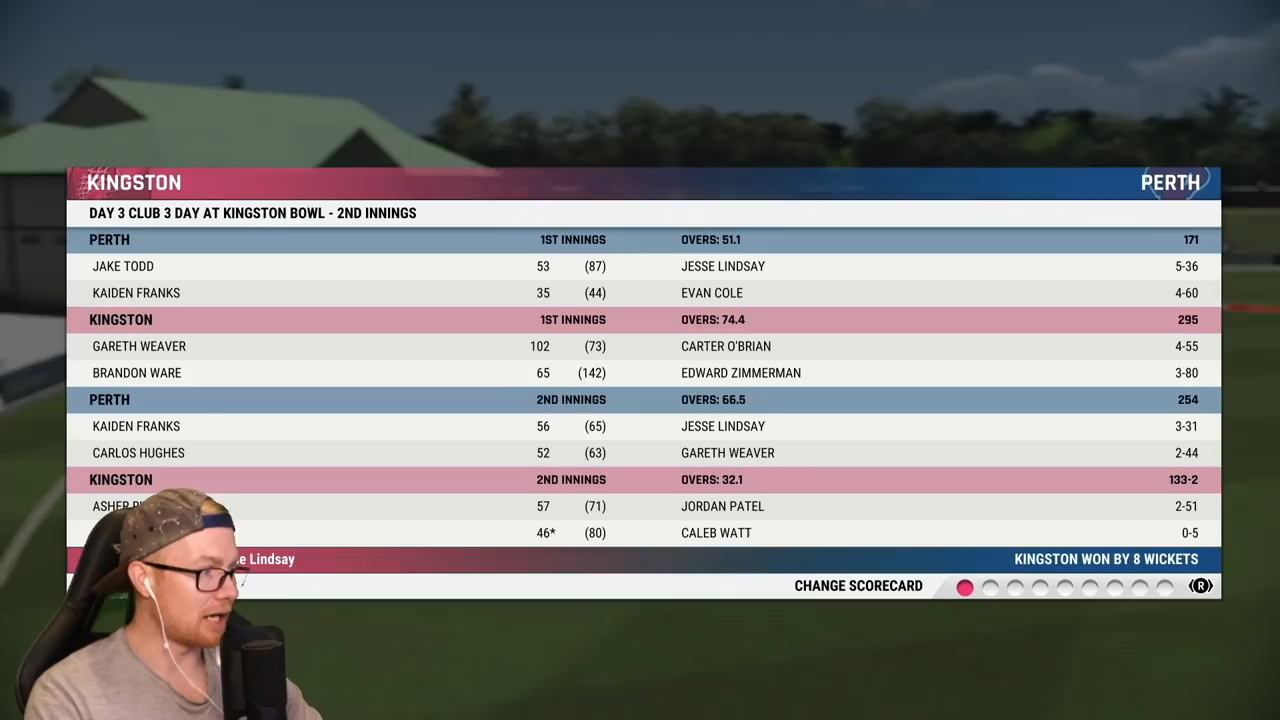 KINGSTON PERTH
DAY 3 CLUB 3 DAY AT KINGSTON BOWL - 2ND INNINGS
PERTH 1ST INNINGS OVERS: 51.1 171
JAKE TODD 53 (87) JESSE LINDSAY 5-36
KAIDEN FRANKS 35 (44) EVAN COLE 4-60
KINGSTON 1ST INNINGS OVERS: 74.4 295
GARETH WEAVER 102 (73) CARTER O'BRIAN 4-55
BRANDON WARE 65 (142) EDWARD ZIMMERMAN 3-80
PERTH 2ND INNINGS OVERS: 66.5 254
KAIDEN FRANKS 56 (65) JESSE LINDSAY 3-31
CARLOS HUGHES 52 (63) GARETH WEAVER 2-44
KINGSTON 2ND INNINGS OVERS: 32.1 133-2
ASHER 57 (71) JORDAN PATEL 2-51
46* (80) CALEB WATT 0-5
Lindsay KINGSTON WON BY 8 WICKETS
CHANGE SCORECARD R